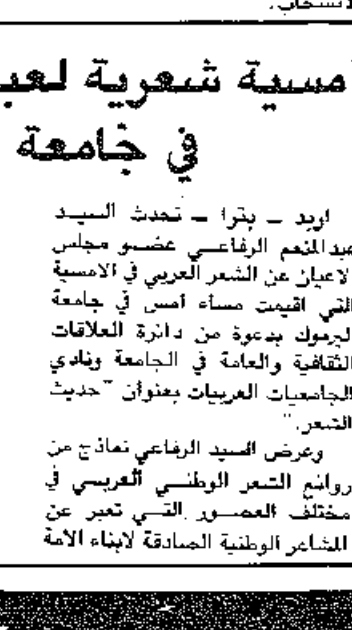 أمسية شعرية لعبـ
في جامعة
اربد - بترا - تحدث السيد
عبدالمنعم الرفاعي عضو مجلس
الاعيان عن الشعر العربي في الامسية
التي اقيمت مساء امس في جامعة
اليرموك بدعوة من دائرة العلاقات
الثقافية والعامة في الجامعة ونادي
الجامعيات العربيات بعنوان "حديث
الشعر."
وعرض السيد الرفاعي نماذج من
روائع الشعر الوطني العربي في
مختلف العصور التي تعبر عن
المشاعر الوطنية الصادقة لابناء الامة